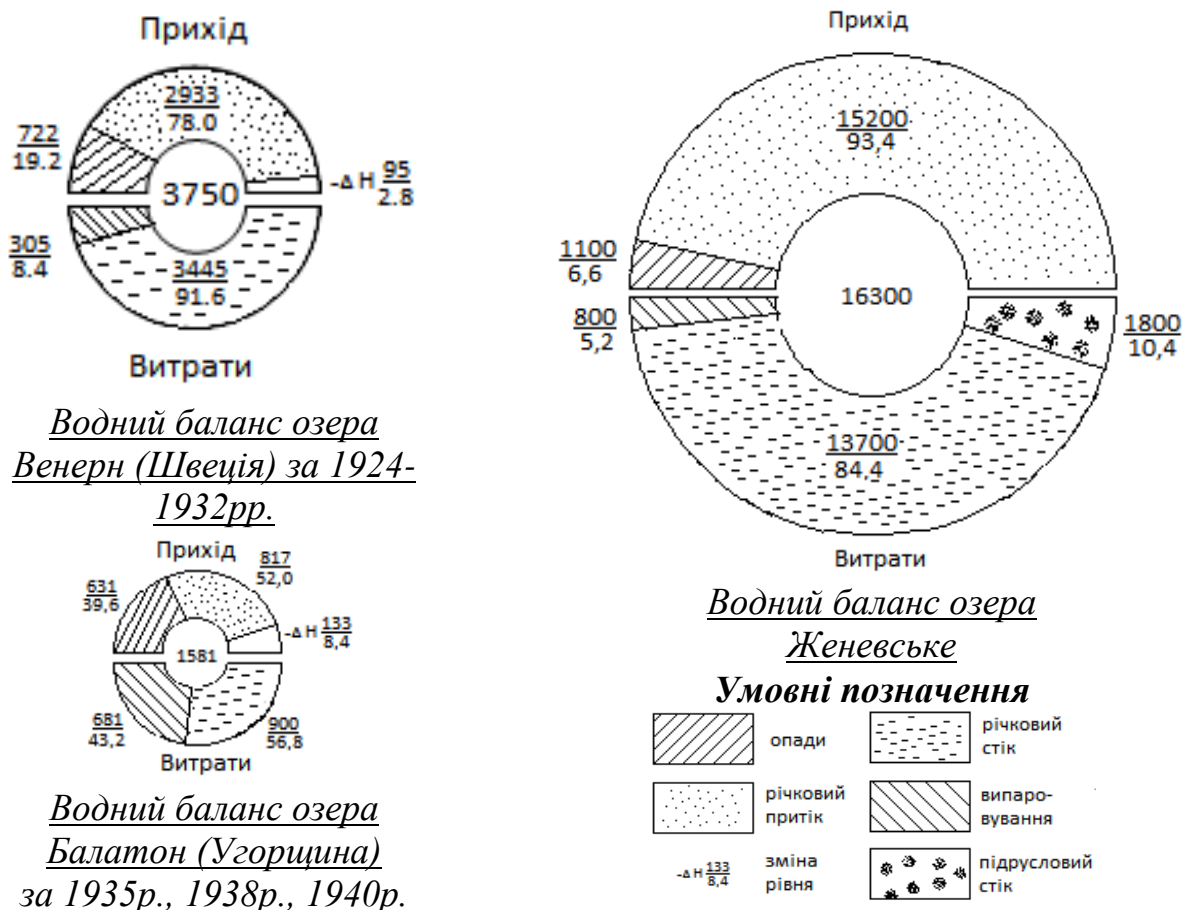 Прихід
2933
78.0
722
19.2
-Δ H 95
2.8
3750
305
8.4
3445
91.6
Витрати
Водний баланс озера
Венерн (Швеція) за 1924-
1932рр.
Прихід
817
52,0
631
39,6
-Δ H 133
8,4
1581
681
43,2
900
56,8
Витрати
Водний баланс озера
Балатон (Угорщина)
за 1935р., 1938р., 1940р.
Прихід
15200
93,4
1100
6,6
16300
800
5,2
1800
10,4
13700
84,4
Витрати
Водний баланс озера
Женевське
Умовні позначення
опади
річковий
стік
річковий
притік
випаро-
вування
-Δ H 133
8,4
зміна
рівня
підрусловий
стік